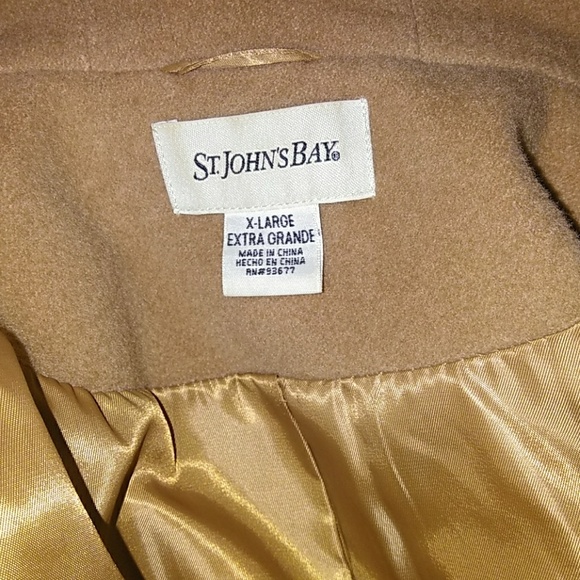 ST. JOHN'S BAY®
X-LARGE
EXTRA GRANDE
MADE IN CHINA
HECHO EN CHINA
RN#93677